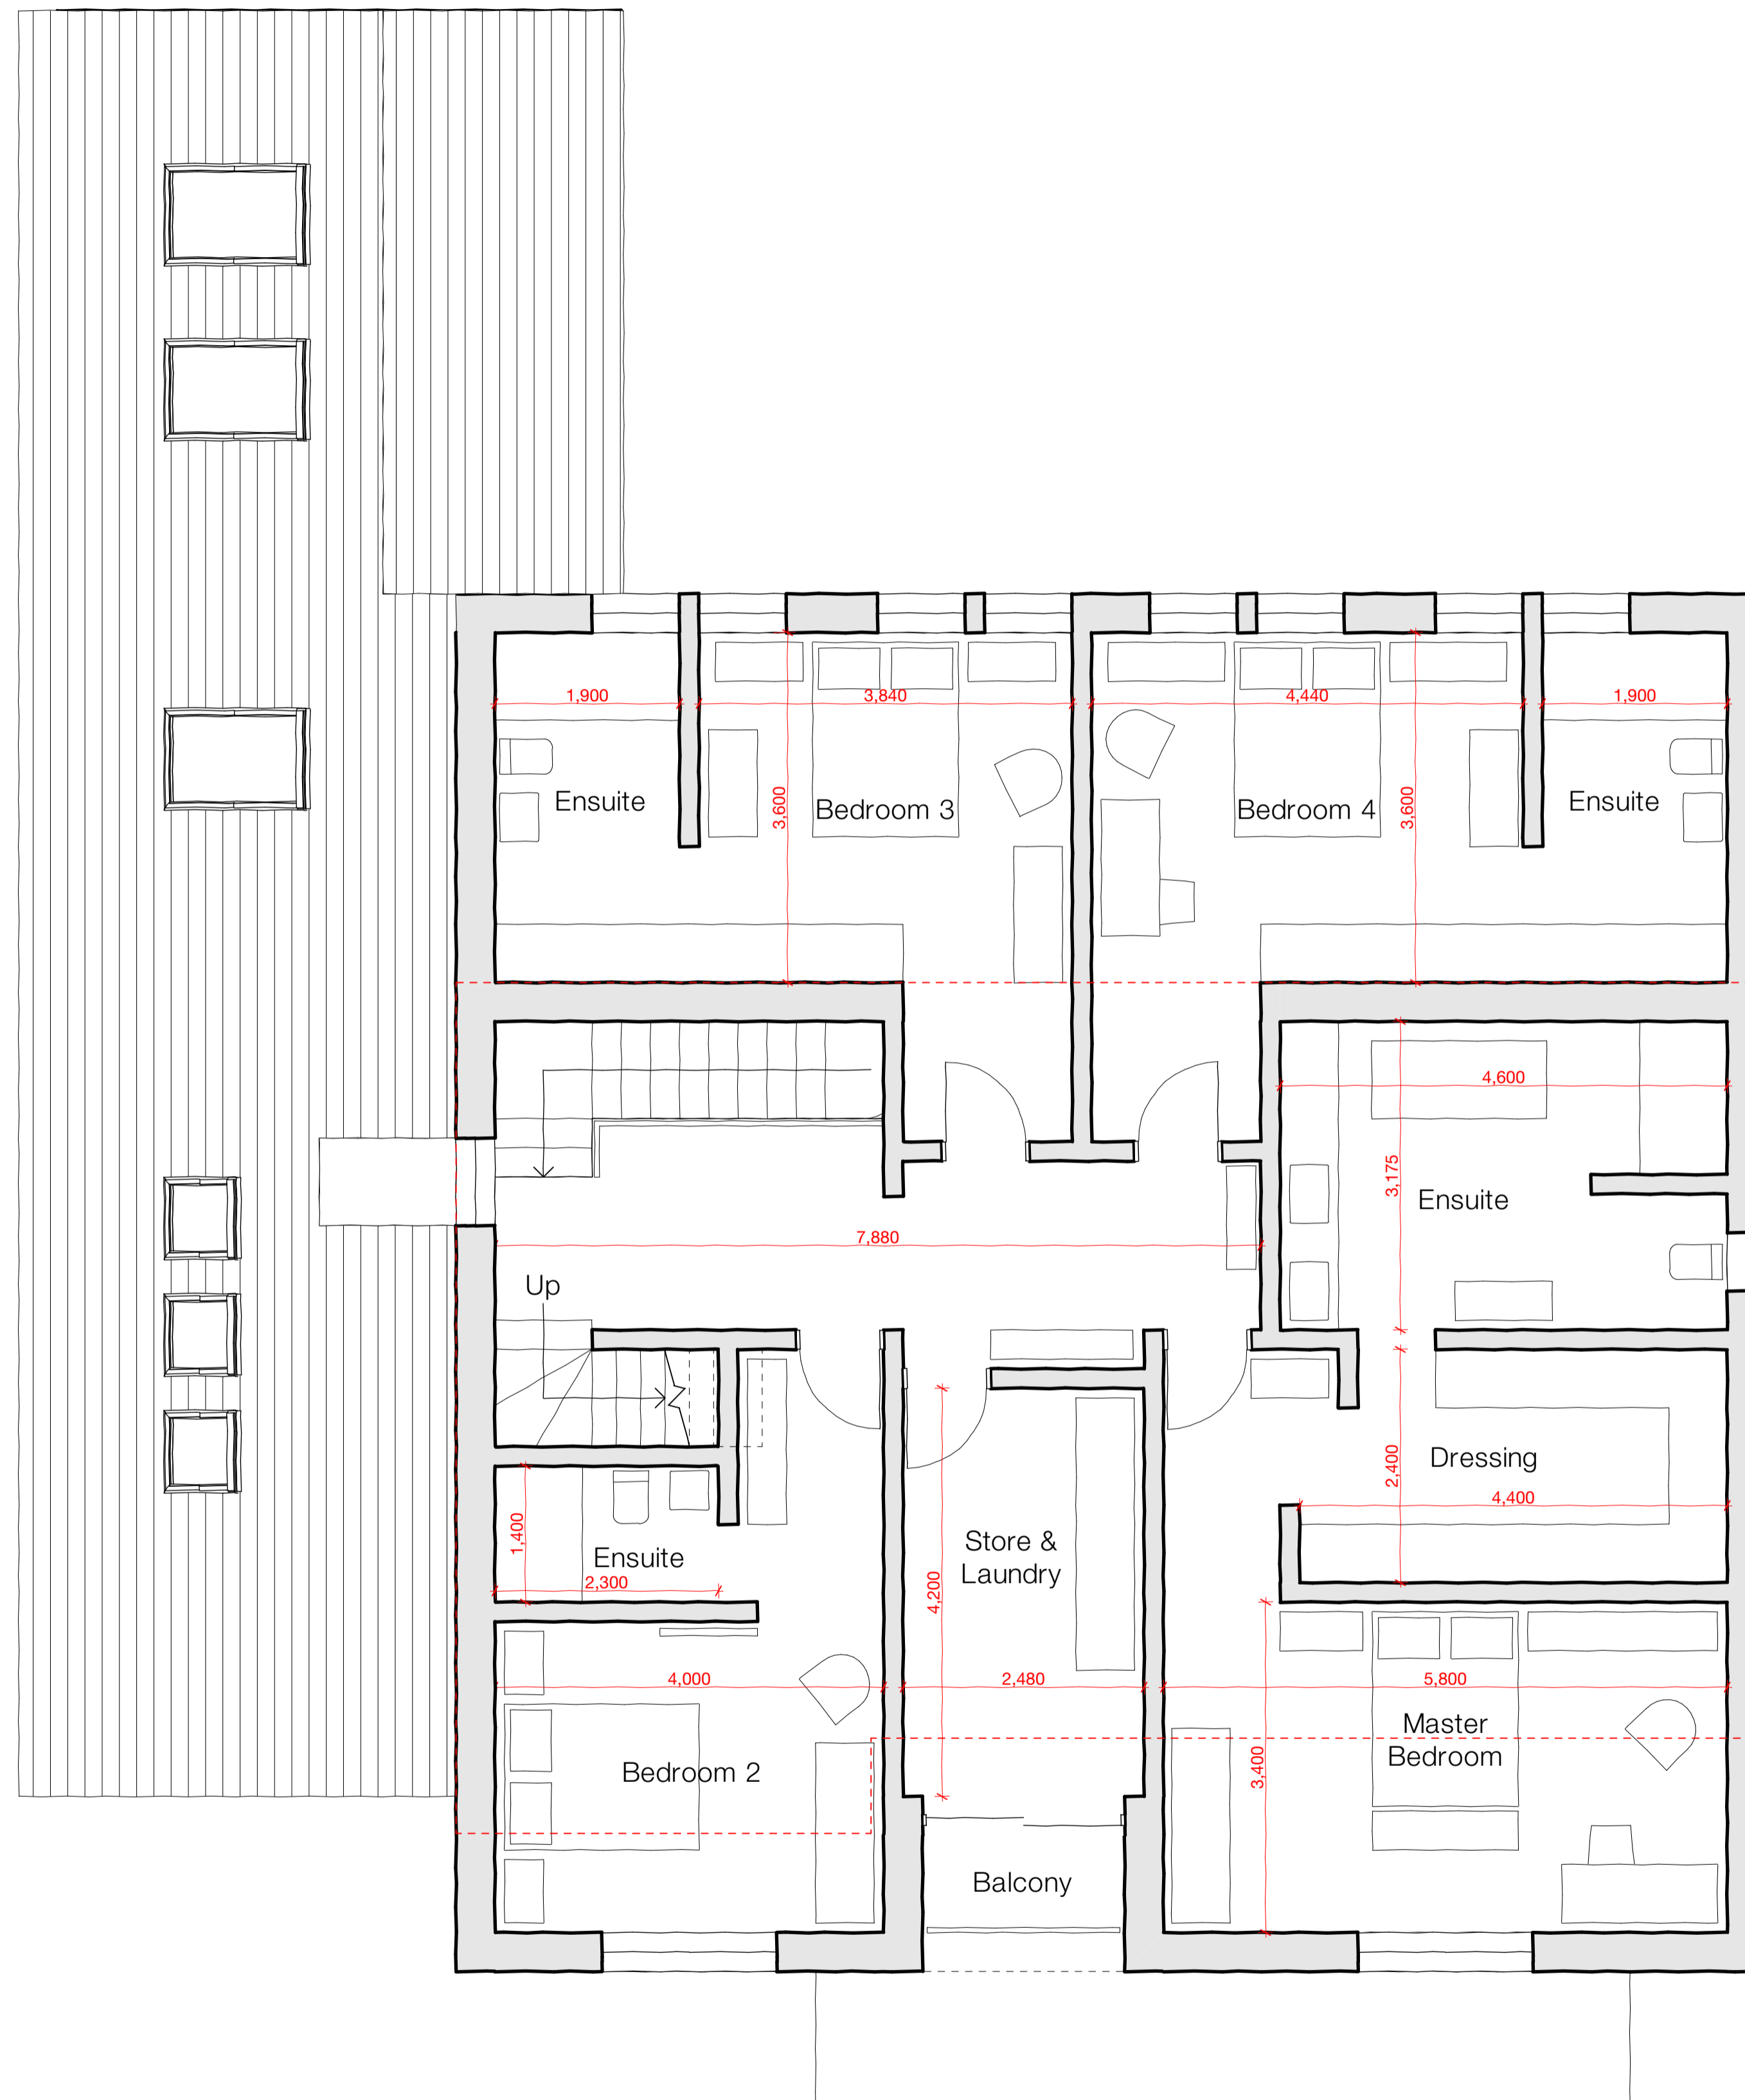 1,900
3,840
4,440
1,900
Ensuite
3,600
Bedroom 3
Bedroom 4
3,600
Ensuite
4,600
3,175
Ensuite
7,880
Up
Dressing
2,400
4,400
1,400
Ensuite
2,300
Store &
Laundry
4,200
4,000
2,480
5,800
Master
Bedroom
3,400
Bedroom 2
Balcony